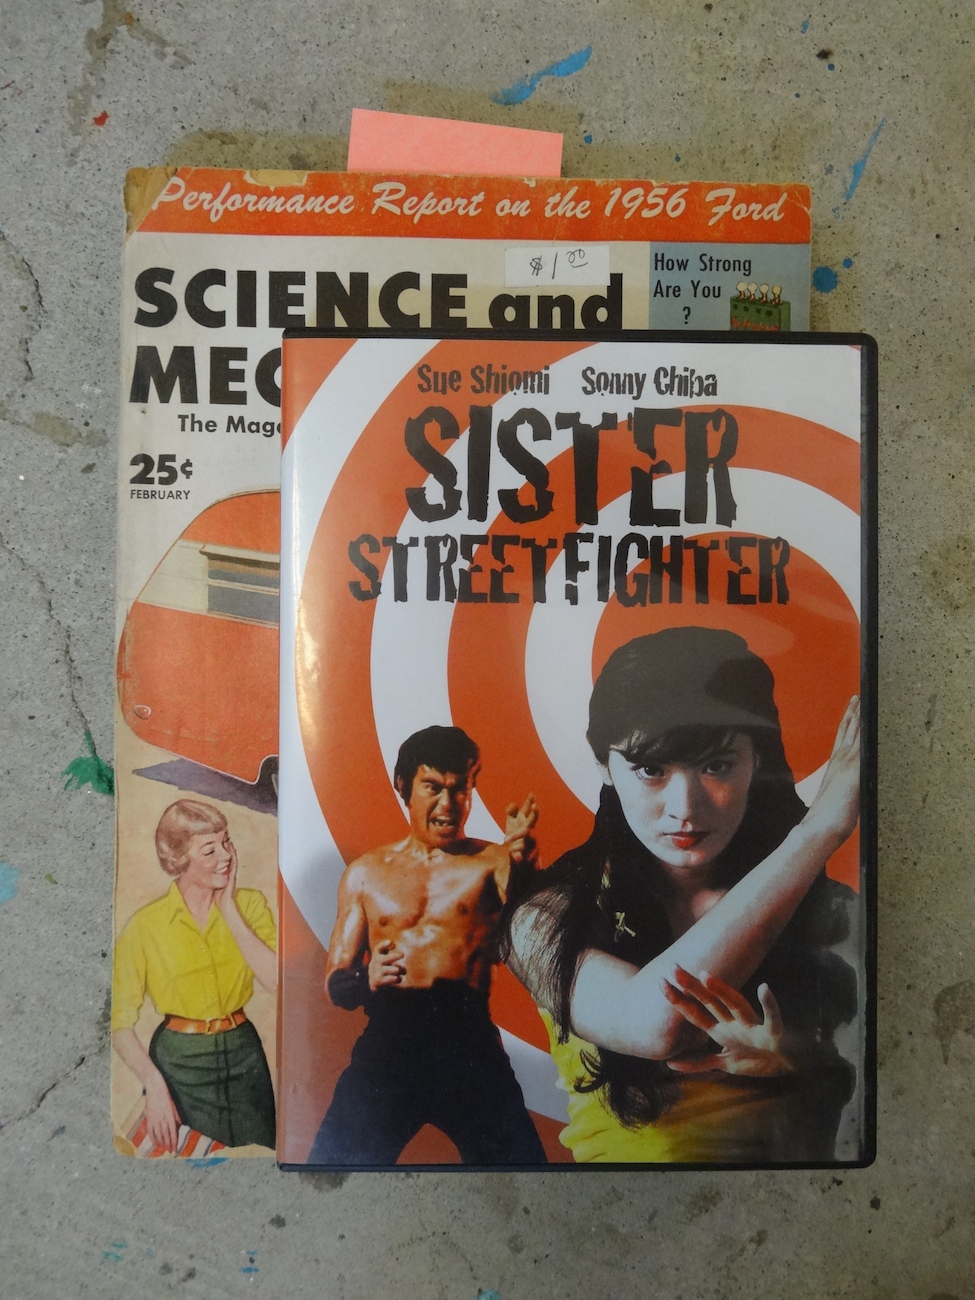 Performance Report on the 1956 Ford
$1.00
SCIENCE and
MEC
The Maga
25¢
FEBRUARY
How Strong
Are You
?
Sue Shiomi Sonny Chiba
SISTER
STREETFIGHTER